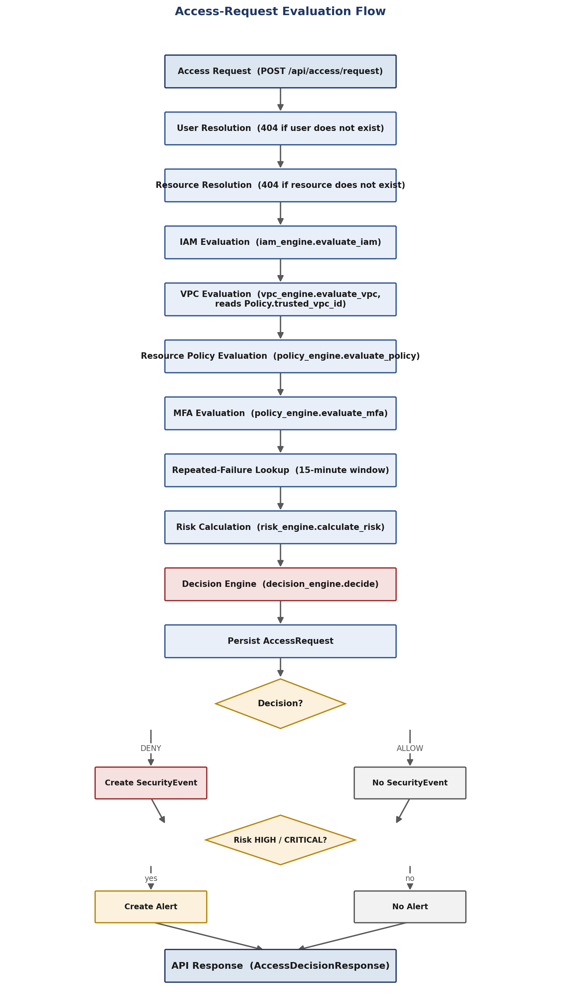 Access-Request Evaluation Flow
Access Request  (POST /api/access/request)
User Resolution  (404 if user does not exist)
Resource Resolution  (404 if resource does not exist)
IAM Evaluation  (iam_engine.evaluate_iam)
VPC Evaluation  (vpc_engine.evaluate_vpc,
reads Policy.trusted_vpc_id)
Resource Policy Evaluation  (policy_engine.evaluate_policy)
MFA Evaluation  (policy_engine.evaluate_mfa)
Repeated-Failure Lookup  (15-minute window)
Risk Calculation  (risk_engine.calculate_risk)
Decision Engine  (decision_engine.decide)
Persist AccessRequest
Decision?
DENY
ALLOW
Create SecurityEvent
No SecurityEvent
Risk HIGH / CRITICAL?
yes
no
Create Alert
No Alert
API Response  (AccessDecisionResponse)